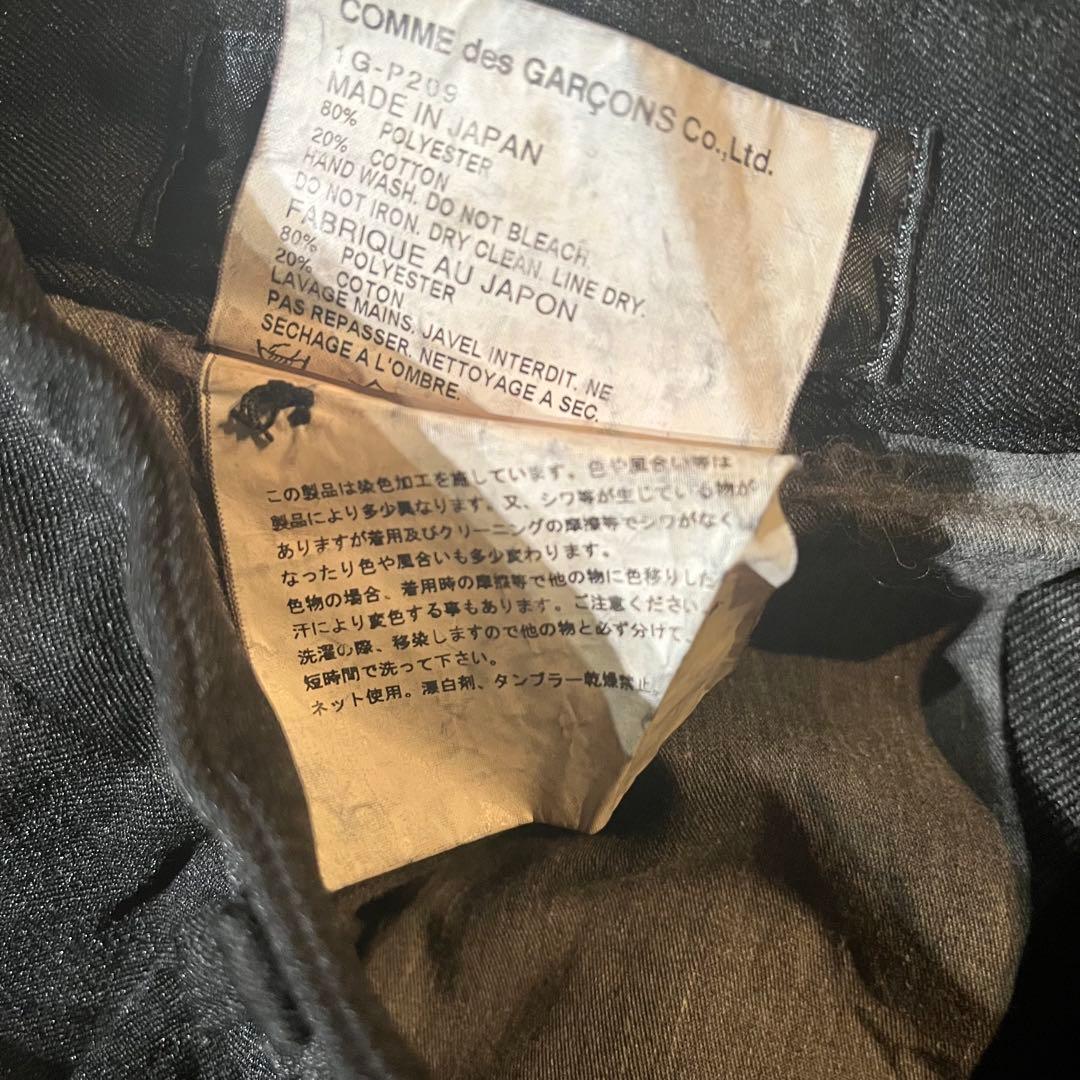 COMME des GARÇONS Co.,Ltd.
1G-P209
MADE IN JAPAN
80% POLYESTER
20% COTTON
HAND WASH. DO NOT BLEACH.
DO NOT IRON. DRY CLEAN. LINE DRY.
FABRIQUE AU JAPON
80% POLYESTER
20% COTON
LAVAGE MAINS. JAVEL INTERDIT. NE
PAS REPASSER. NETTOYAGE A SEC.
SECHAGE A L'OMBRE.
この製品は染色加工を施しています。色や風合い等は
製品により多少異なります。又、シワ等が生じている物が
ありますが着用及びクリーニングの摩擦等でシワがなく
なったり色や風合いも多少変わります。
色物の場合、着用時の摩擦等で他の物に色移りした
汗により変色する事もあります。ご注意ください
洗濯の際、移染しますので他の物と必ず分けて、
短時間で洗って下さい。
ネット使用。漂白剤、タンブラー乾燥禁止。